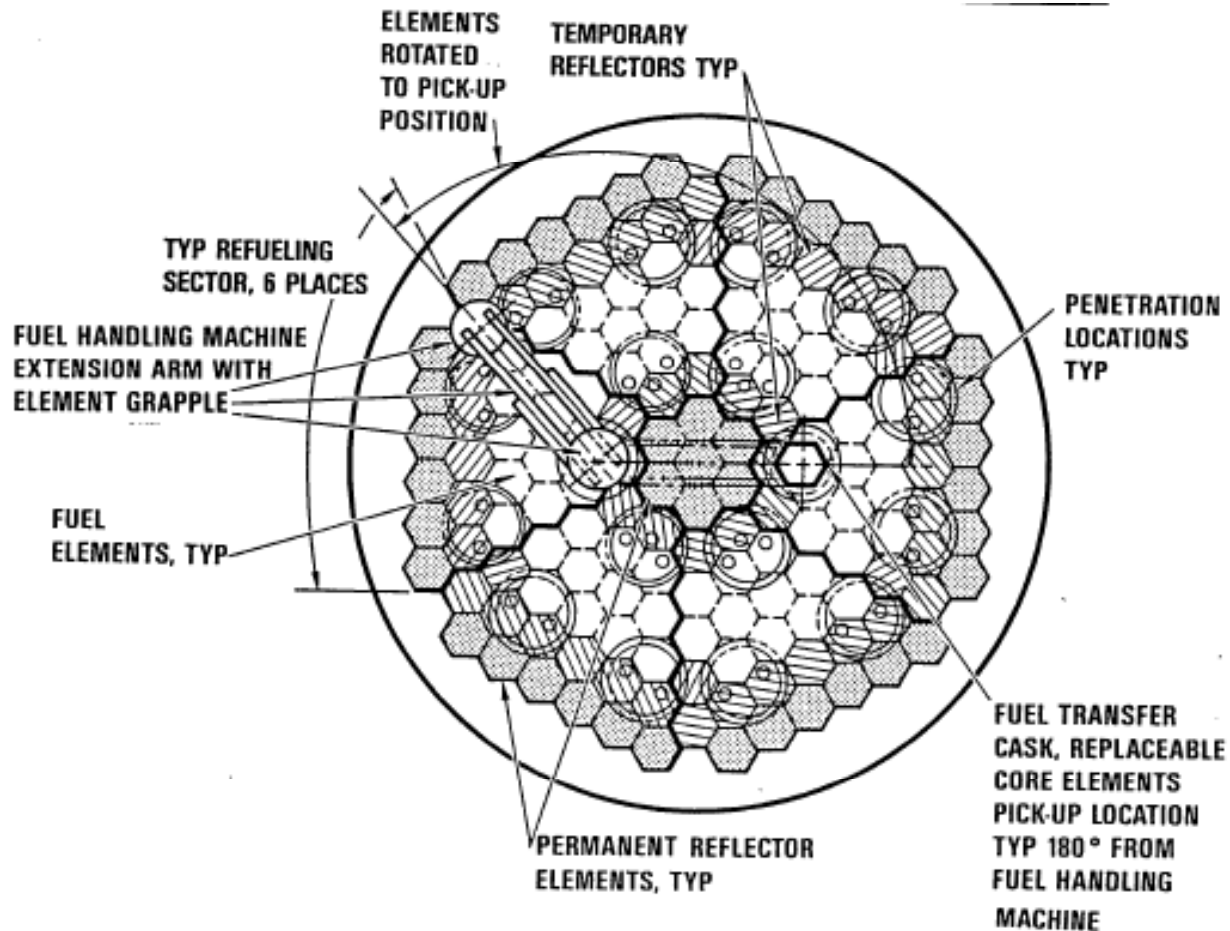 ELEMENTS
ROTATED
TO PICK-UP
POSITION
TEMPORARY
REFLECTORS TYP
TYP REFUELING
SECTOR, 6 PLACES
FUEL HANDLING MACHINE
EXTENSION ARM WITH
ELEMENT GRAPPLE
PENETRATION
LOCATIONS
TYP
FUEL
ELEMENTS, TYP
FUEL TRANSFER
CASK, REPLACEABLE
CORE ELEMENTS
PICK-UP LOCATION
TYP 180° FROM
FUEL HANDLING
MACHINE
PERMANENT REFLECTOR
ELEMENTS, TYP